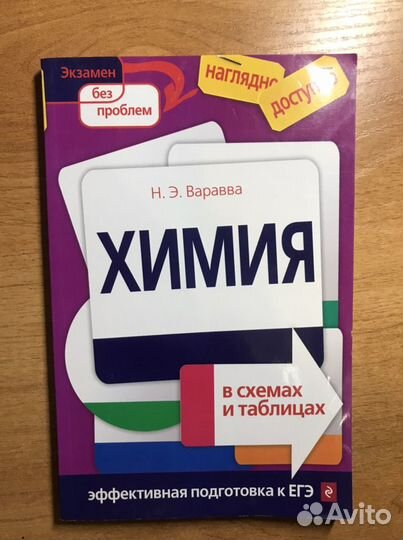 Экзамен
без
проблем
наглядно
доступно
Н. Э. Варавва
ХИМИЯ
в схемах
и таблицах
эффективная подготовка к ЕГЭ
Avito